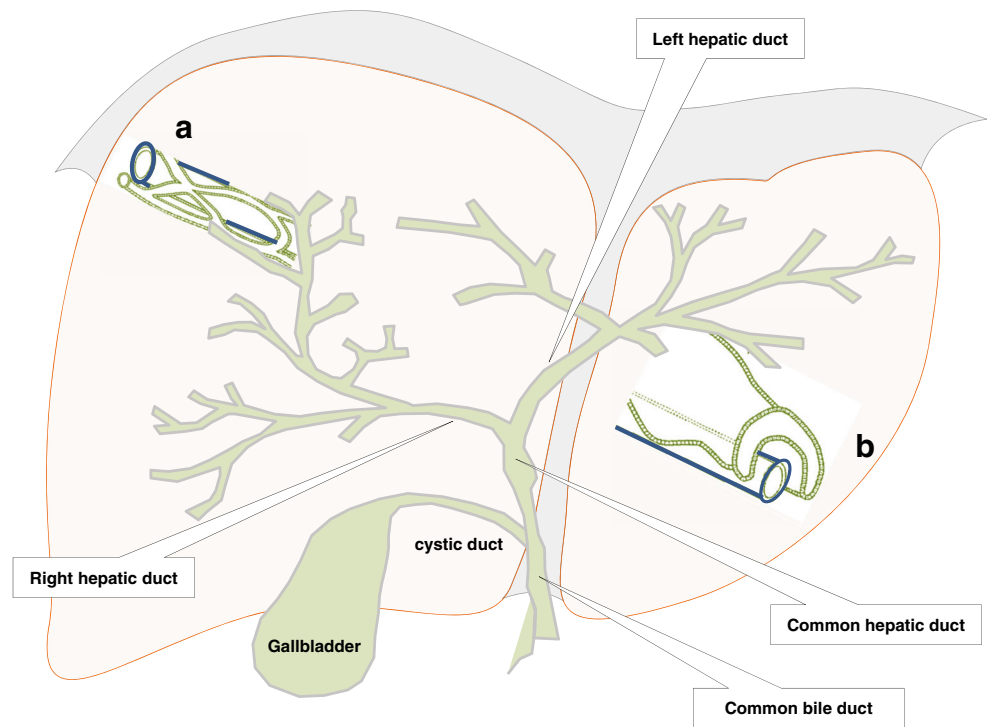 Left hepatic duct
a
b
cystic duct
Right hepatic duct
Common hepatic duct
Gallbladder
Common bile duct